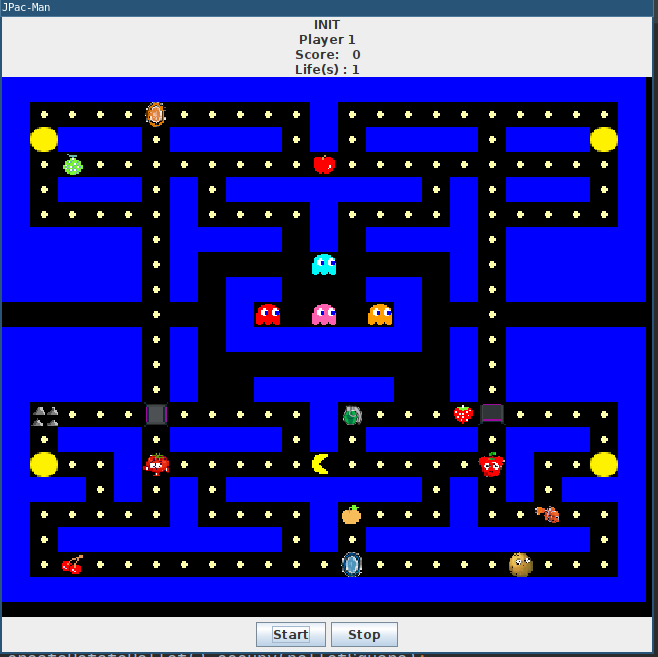 JPac-Man
INIT
Player 1
Score: 0
Life(s) : 1
Start Stop